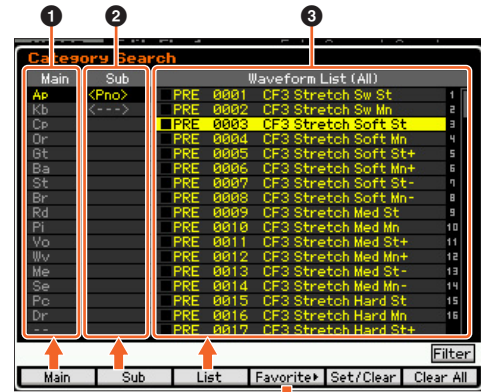 1 2 3
Category Search
Main Sub Waveform List (All)
Ap <Pno> PRE 0001 CF3 Stretch Sw St 1
Kb <---> PRE 0002 CF3 Stretch Sw Mn 2
Cp PRE 0003 CF3 Stretch Soft St 3
Or PRE 0004 CF3 Stretch Soft Mn 4
Gt PRE 0005 CF3 Stretch Soft St+ 5
Ba PRE 0006 CF3 Stretch Soft Mn+ 6
St PRE 0007 CF3 Stretch Soft St- 7
Br PRE 0008 CF3 Stretch Soft Mn- 8
Rd PRE 0009 CF3 Stretch Med St 9
Pi PRE 0010 CF3 Stretch Med Mn 10
Vo PRE 0011 CF3 Stretch Med St+ 11
Wv PRE 0012 CF3 Stretch Med Mn+ 12
Me PRE 0013 CF3 Stretch Med St- 13
Se PRE 0014 CF3 Stretch Med Mn- 14
Pc PRE 0015 CF3 Stretch Hard St 15
Dr PRE 0016 CF3 Stretch Hard Mn 16
-- PRE 0017 CF3 Stretch Hard St+
Filter
Main Sub List Favorite▸ Set/Clear Clear All